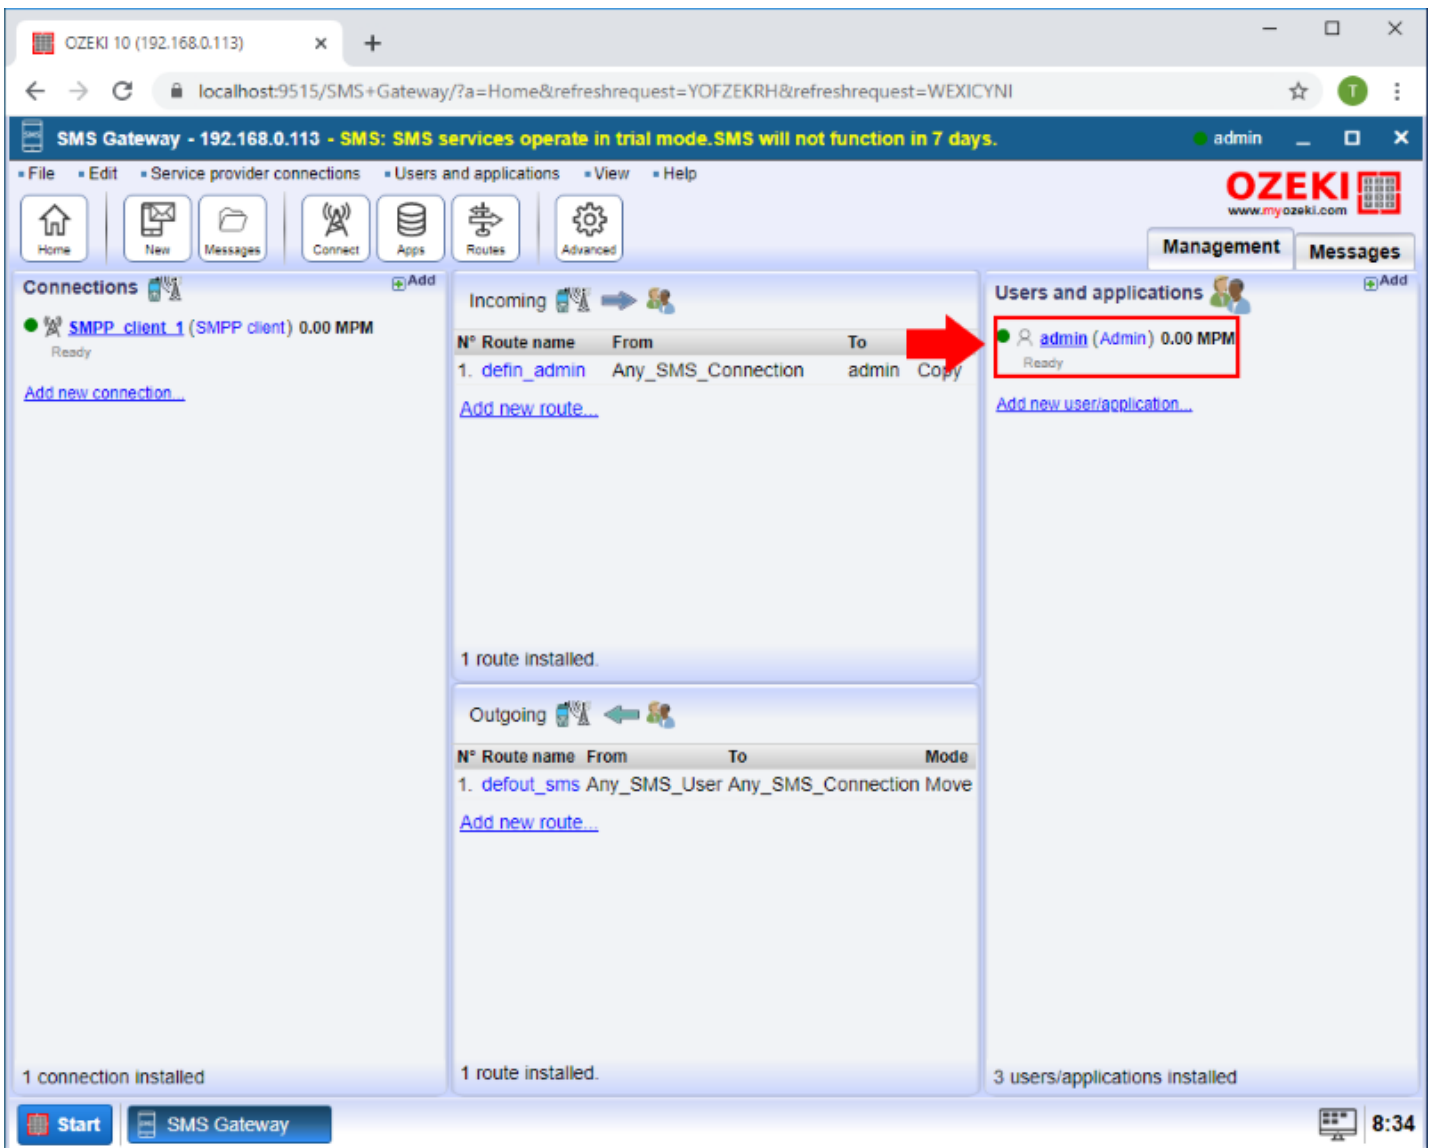 OZEKI 10 (192.168.0.113)
localhost:9515/SMS+Gateway/?a=Home&refreshrequest=YOFZEKRH&refreshrequest=WEXICYNI
T
SMS Gateway - 192.168.0.113 - SMS: SMS services operate in trial mode.SMS will not function in 7 days.
admin
File Edit Service provider connections Users and applications View Help
OZEKI
www.myozeki.com
Home New Messages Connect Apps Routes Advanced
Management Messages
Connections Add
SMPP_client_1 (SMPP client) 0.00 MPM
Ready
Add new connection...
Incoming
N° Route name From To
1. defin_admin Any_SMS_Connection admin Copy
Add new route...
1 route installed.
Outgoing
N° Route name From To Mode
1. defout_sms Any_SMS_User Any_SMS_Connection Move
Add new route...
1 route installed.
Users and applications Add
admin (Admin) 0.00 MPM
Ready
Add new user/application...
1 connection installed
3 users/applications installed
Start SMS Gateway 8:34